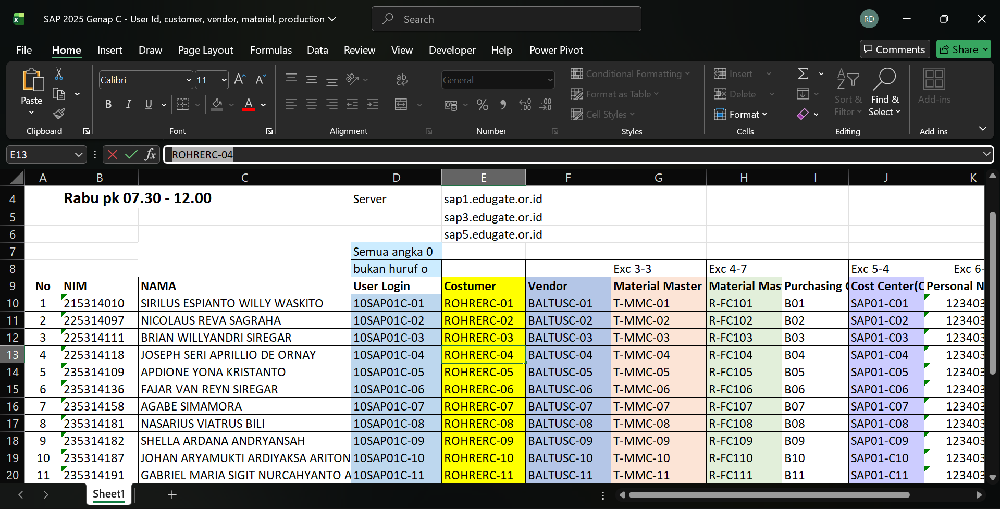 SAP 2025 Genap C - User Id, customer, vendor, material, production
Search
RD
File Home Insert Draw Page Layout Formulas Data Review View Developer Help Power Pivot
Comments
Share
Paste
Clipboard
Calibri 11
A A
B I U A
Font
ab
c
Alignment
General
% 9 .00 .00
Number
Conditional Formatting
Format as Table
Cell Styles
Styles
Insert
Delete
Format
Cells
Sort & Filter
Find & Select
Editing
Add-ins
Add-ins
E13 fx ROHRERC-04
A B C D E F G H I J K
4 Rabu pk 07.30 - 12.00 Server sap1.edugate.or.id
5 sap3.edugate.or.id
6 sap5.edugate.or.id
7 Semua angka 0
8 bukan huruf o Exc 3-3 Exc 4-7 Exc 5-4 Exc 6-
9 No NIM NAMA User Login Costumer Vendor Material Master Material Mas Purchasing Cost Center(C Personal N
10 1 215314010 SIRILUS ESPIANTO WILLY WASKITO 10SAP01C-01 ROHRERC-01 BALTUSC-01 T-MMC-01 R-FC101 B01 SAP01-C01 123403
11 2 225314097 NICOLAUS REVA SAGRAHA 10SAP01C-02 ROHRERC-02 BALTUSC-02 T-MMC-02 R-FC102 B02 SAP01-C02 123403
12 3 225314111 BRIAN WILLYANDRI SIREGAR 10SAP01C-03 ROHRERC-03 BALTUSC-03 T-MMC-03 R-FC103 B03 SAP01-C03 123403
13 4 225314118 JOSEPH SERI APRILLIO DE ORNAY 10SAP01C-04 ROHRERC-04 BALTUSC-04 T-MMC-04 R-FC104 B04 SAP01-C04 123403
14 5 235314109 APDIONE YONA KRISTANTO 10SAP01C-05 ROHRERC-05 BALTUSC-05 T-MMC-05 R-FC105 B05 SAP01-C05 123403
15 6 235314136 FAJAR VAN REYN SIREGAR 10SAP01C-06 ROHRERC-06 BALTUSC-06 T-MMC-06 R-FC106 B06 SAP01-C06 123403
16 7 235314158 AGABE SIMAMORA 10SAP01C-07 ROHRERC-07 BALTUSC-07 T-MMC-07 R-FC107 B07 SAP01-C07 123403
17 8 235314181 NASARIUS VIATRUS BILI 10SAP01C-08 ROHRERC-08 BALTUSC-08 T-MMC-08 R-FC108 B08 SAP01-C08 123403
18 9 235314182 SHELLA ARDANA ANDRYANSAH 10SAP01C-09 ROHRERC-09 BALTUSC-09 T-MMC-09 R-FC109 B09 SAP01-C09 123403
19 10 235314187 JOHAN ARYAMUKTI ARDIYAKSA ARITON 10SAP01C-10 ROHRERC-10 BALTUSC-10 T-MMC-10 R-FC110 B10 SAP01-C10 123403
20 11 235314191 GABRIEL MARIA SIGIT NURCAHYANTO A 10SAP01C-11 ROHRERC-11 BALTUSC-11 T-MMC-11 R-FC111 B11 SAP01-C11 123403
Sheet1